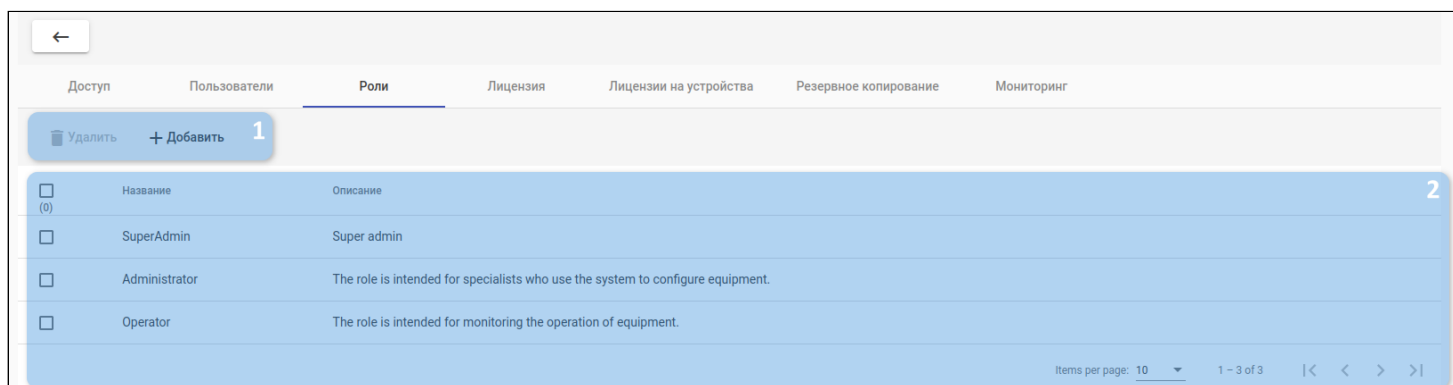 Доступ Пользователи Роли Лицензия Лицензии на устройства Резервное копирование Мониторинг
Удалить + Добавить 1
Название Описание 2
(0)
SuperAdmin Super admin
Administrator The role is intended for specialists who use the system to configure equipment.
Operator The role is intended for monitoring the operation of equipment.
Items per page: 10 1 – 3 of 3